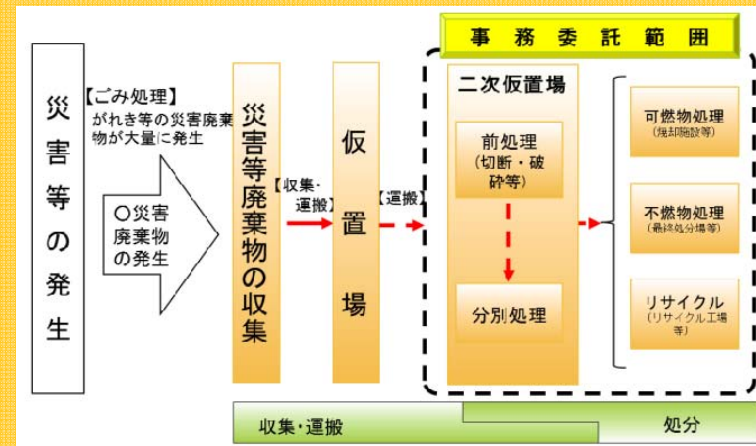 事務委託範囲
災害等の発生
【ごみ処理】
がれき等の災害廃棄
物が大量に発生
〇災害
廃棄物
の発生
災害等廃棄物の収集
【収集・
運搬】
仮置場
【運搬】
二次仮置場
前処理
(切断・破
砕等)
分別処理
可燃物処理
(焼却施設等)
不燃物処理
(最終処分場等)
リサイクル
(リサイクル工場
等)
収集・運搬
処分